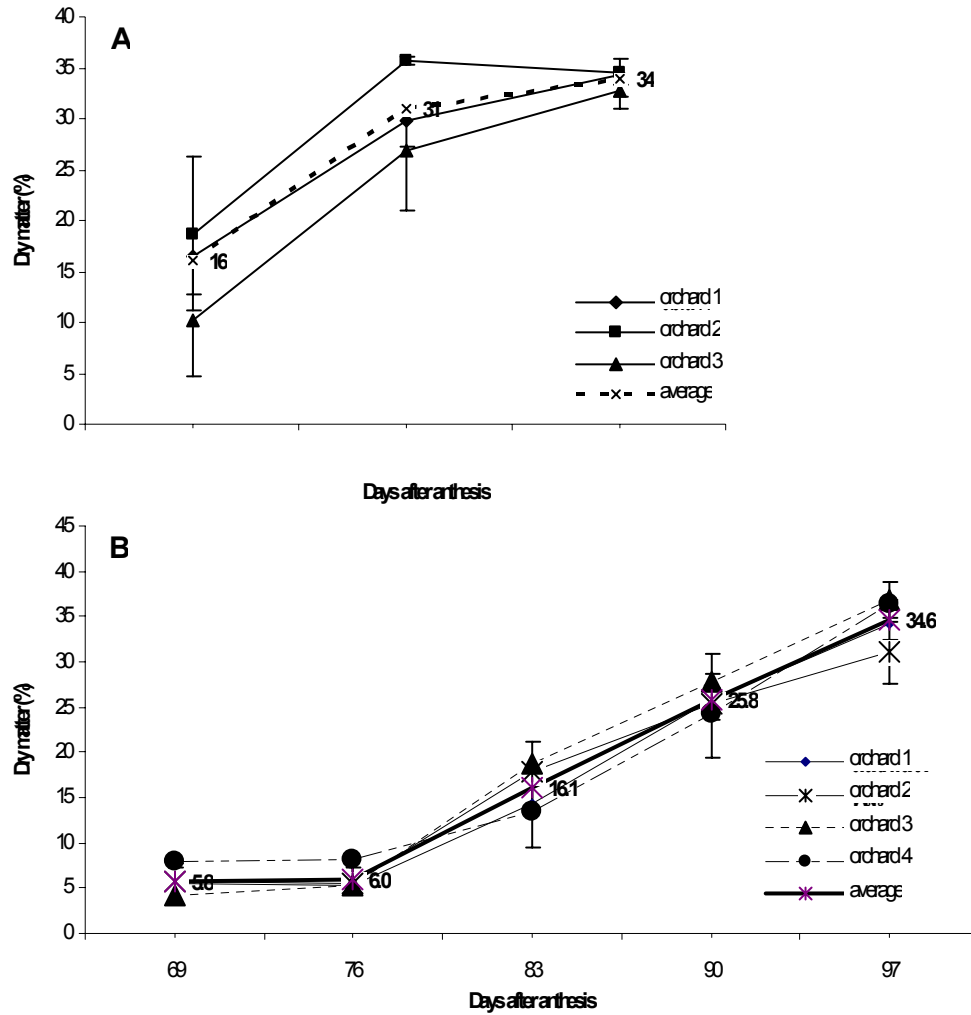 A
40
35
30
25
20
15
10
5
0
Dry matter (%)
16
31
34
orchard 1
orchard 2
orchard 3
average
Days after anthesis
B
45
40
35
30
25
20
15
10
5
0
Dry matter (%)
5.8
6.0
16.1
25.8
34.6
orchard 1
orchard 2
orchard 3
orchard 4
average
69 76 83 90 97
Days after anthesis